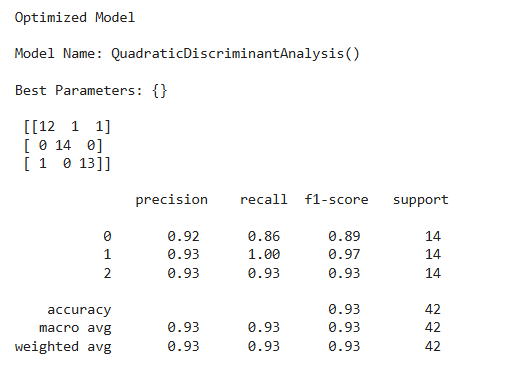 Optimized Model
Model Name: QuadraticDiscriminantAnalysis()
Best Parameters: {}
[[12  1  1]
[ 0 14  0]
[ 1  0 13]]
precision recall f1-score support
0 0.92 0.86 0.89 14
1 0.93 1.00 0.97 14
2 0.93 0.93 0.93 14
accuracy 0.93 42
macro avg 0.93 0.93 0.93 42
weighted avg 0.93 0.93 0.93 42